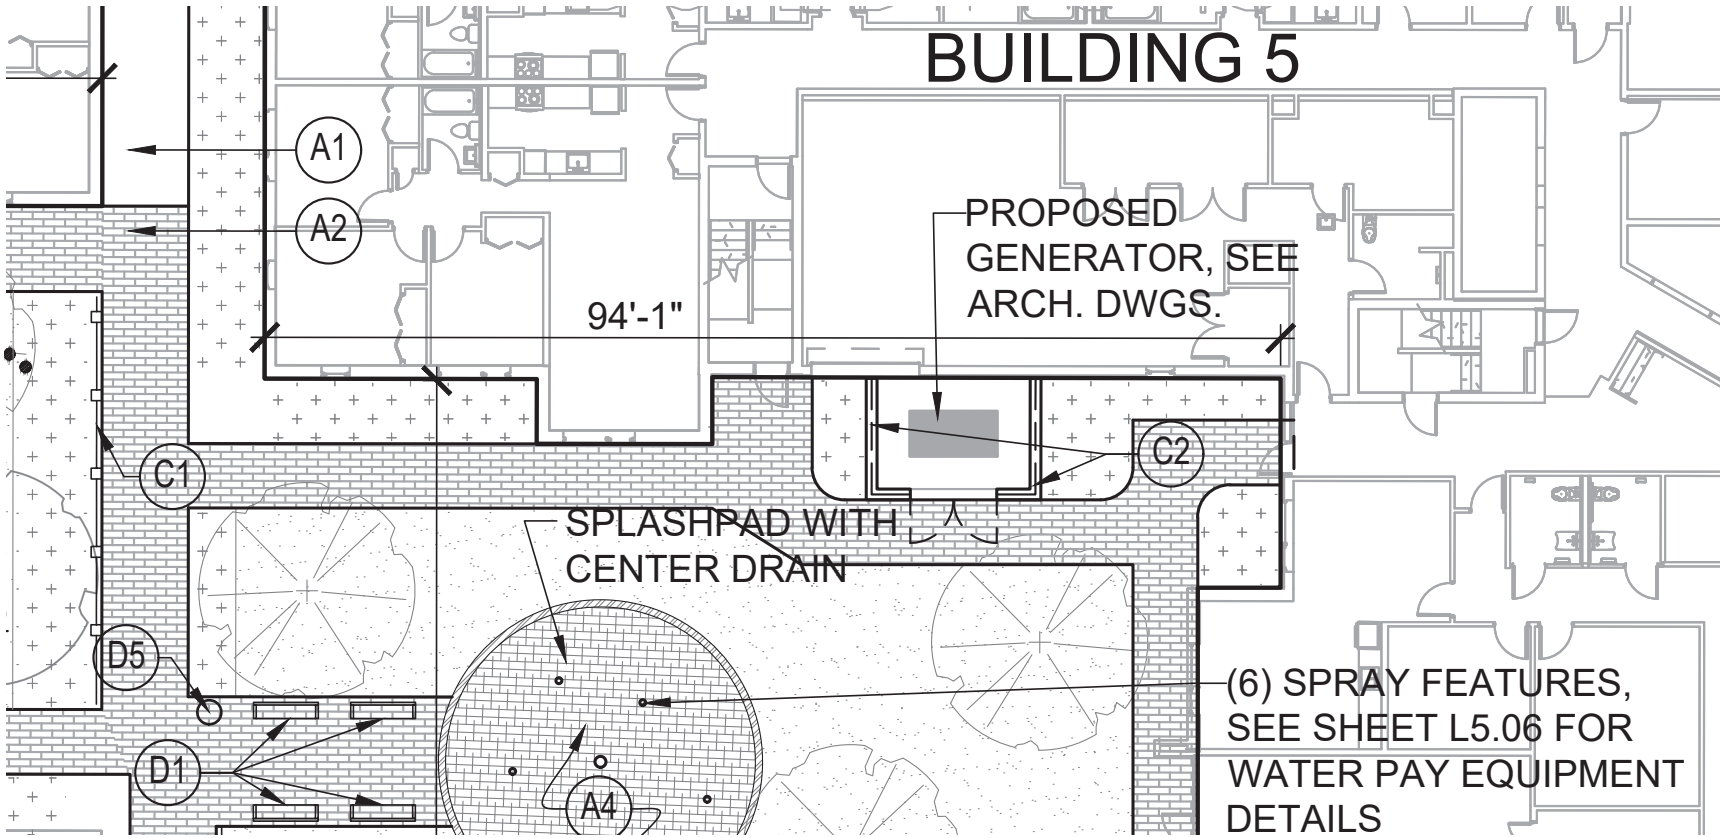 BUILDING 5
A1
A2
PROPOSED
GENERATOR, SEE
ARCH. DWGS.
94'-1"
C1
C2
SPLASHPAD WITH
CENTER DRAIN
D5
(6) SPRAY FEATURES,
SEE SHEET L5.06 FOR
WATER PAY EQUIPMENT
DETAILS
D1
A4